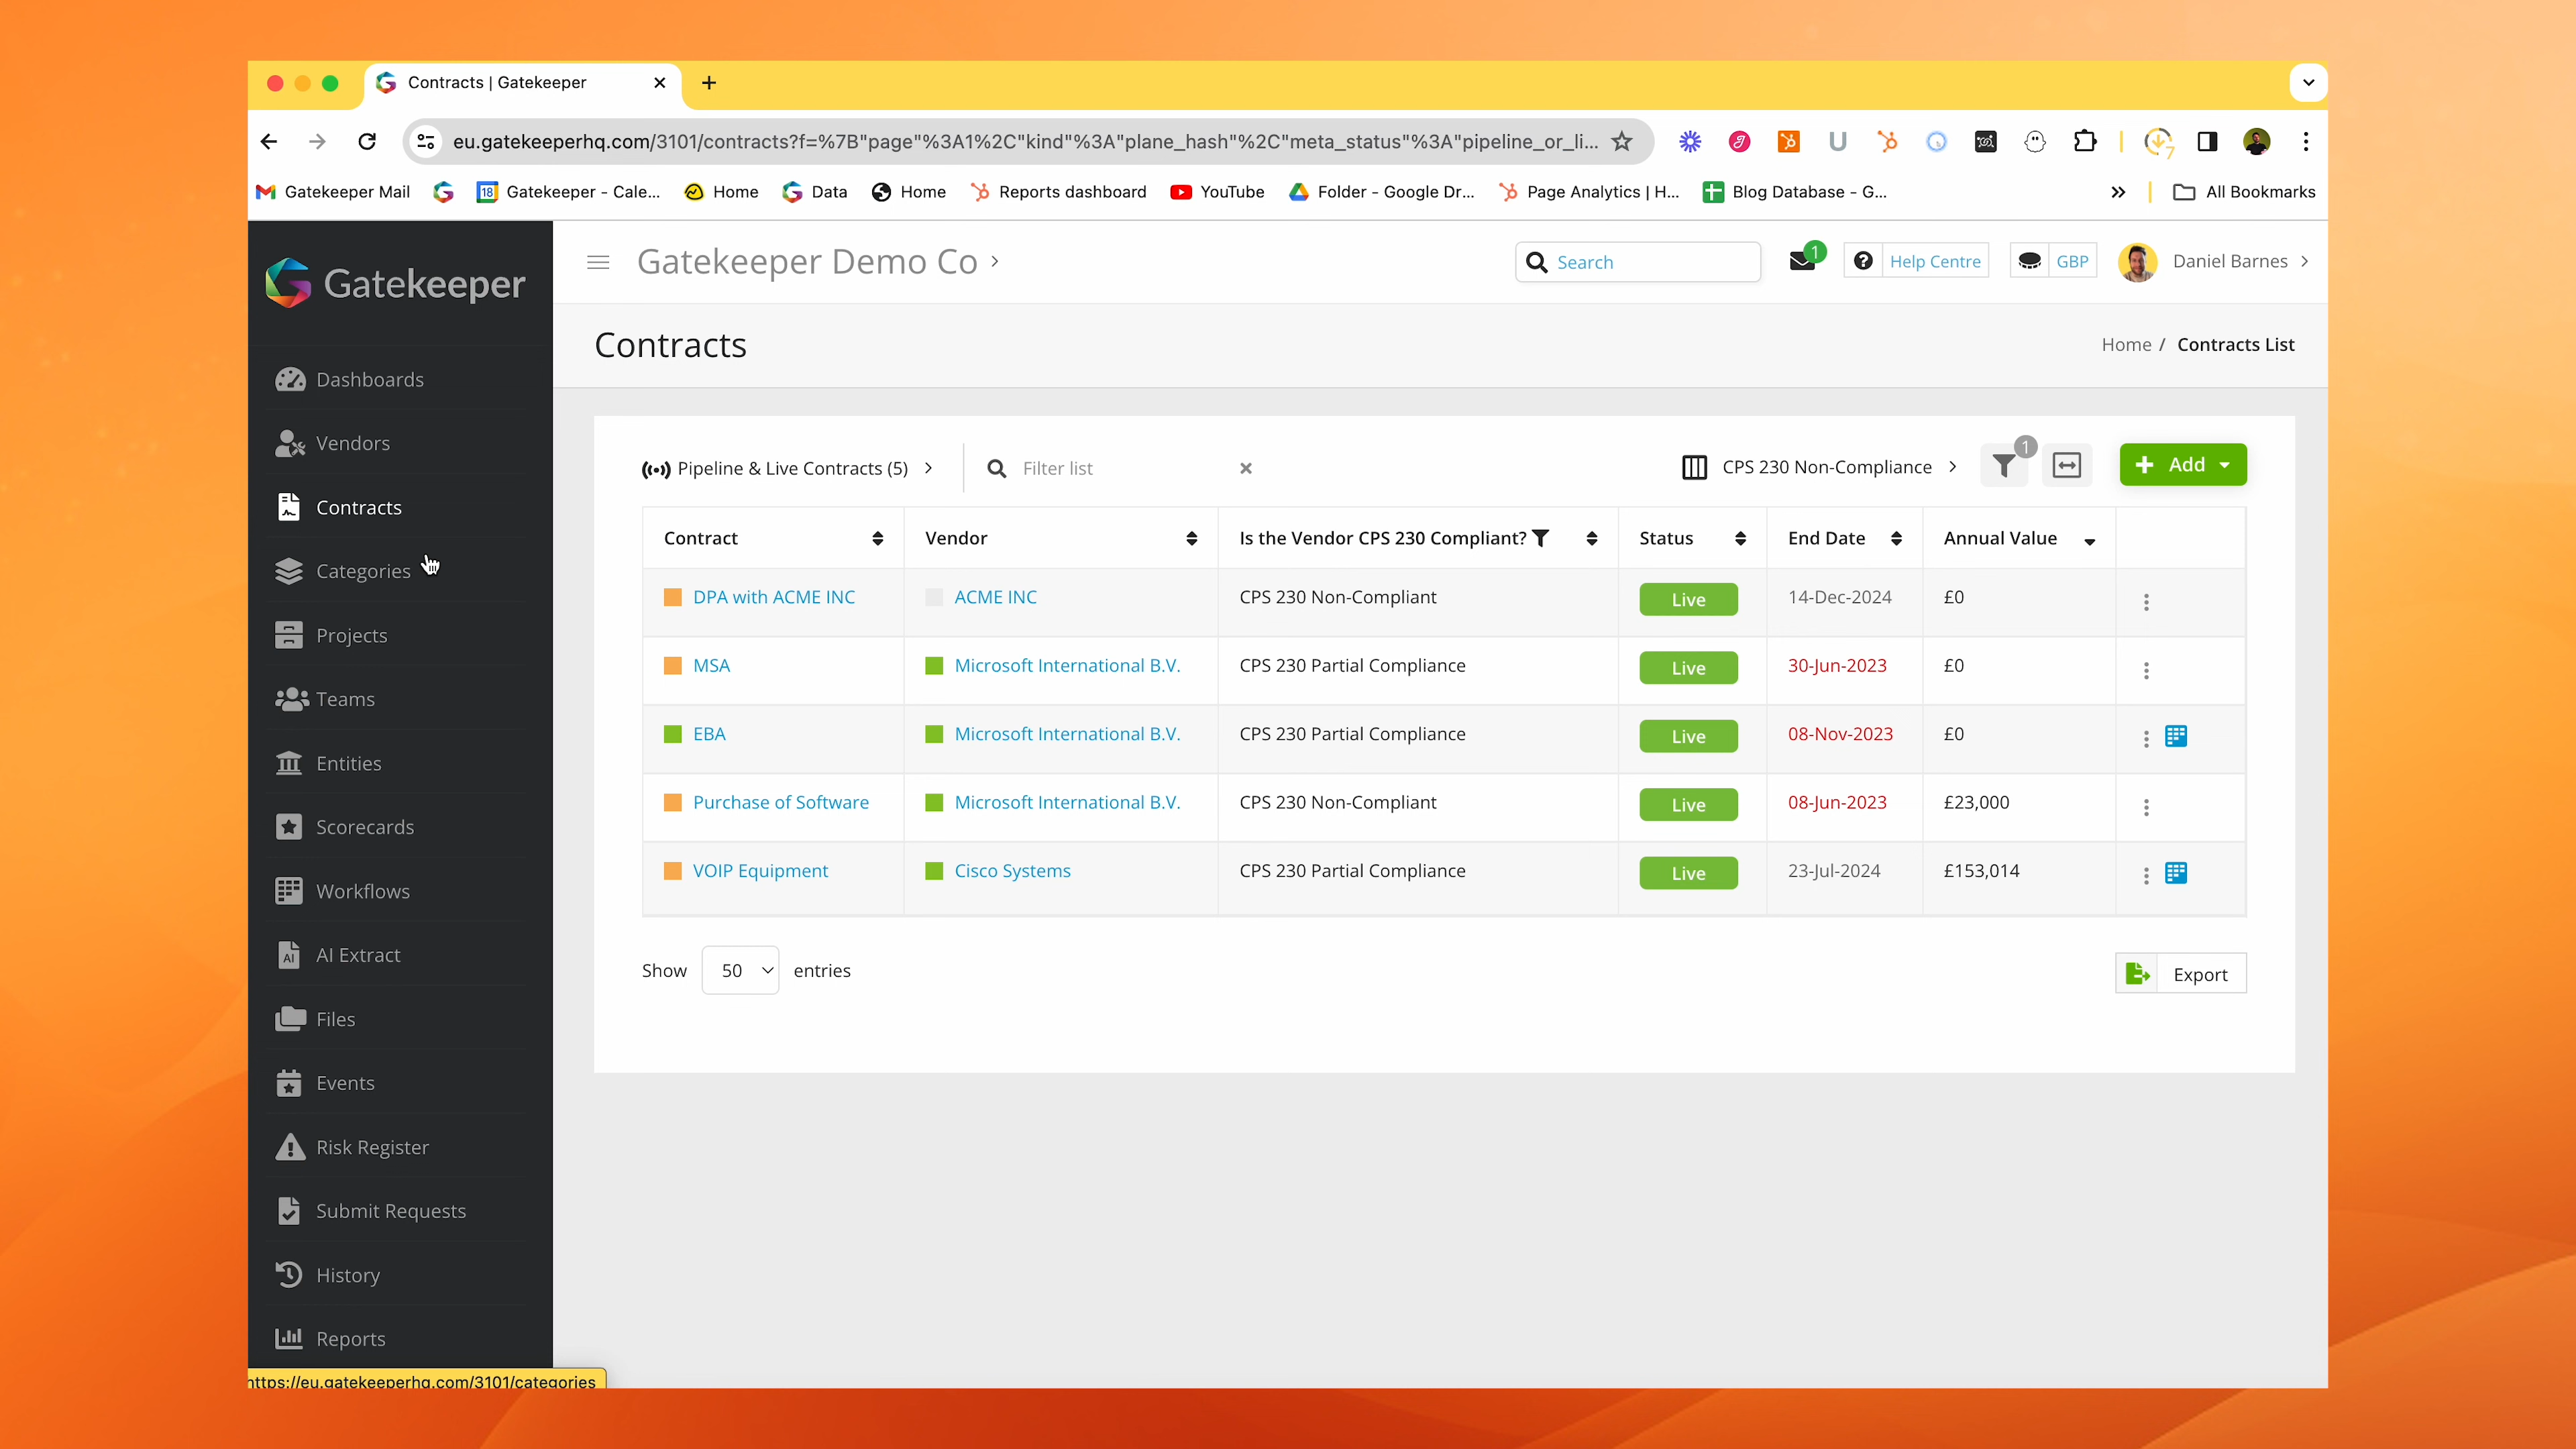 Contracts | Gatekeeper
eu.gatekeeperhq.com/3101/contracts?f=%7B"page"%3A1%2C"kind"%3A"plane_hash"%2C"meta_status"%3A"pipeline_or_li...
7
Gatekeeper Mail 18 Gatekeeper - Cale... Home Data Home Reports dashboard YouTube Folder - Google Dr... Page Analytics | H... Blog Database - G... All Bookmarks
Gatekeeper
Gatekeeper Demo Co
Search
1
Help Centre
GBP
Daniel Barnes
Dashboards
Vendors
Contracts
Categories
Projects
Teams
Entities
Scorecards
Workflows
AI Extract
Files
Events
Risk Register
Submit Requests
History
Reports
https://eu.gatekeeperhq.com/3101/categories
Contracts
Home / Contracts List
Pipeline & Live Contracts (5)
Filter list
CPS 230 Non-Compliance
1
Add
Contract Vendor Is the Vendor CPS 230 Compliant? Status End Date Annual Value
DPA with ACME INC ACME INC CPS 230 Non-Compliant Live 14-Dec-2024 £0
MSA Microsoft International B.V. CPS 230 Partial Compliance Live 30-Jun-2023 £0
EBA Microsoft International B.V. CPS 230 Partial Compliance Live 08-Nov-2023 £0
Purchase of Software Microsoft International B.V. CPS 230 Non-Compliant Live 08-Jun-2023 £23,000
VOIP Equipment Cisco Systems CPS 230 Partial Compliance Live 23-Jul-2024 £153,014
Show 50 entries
Export